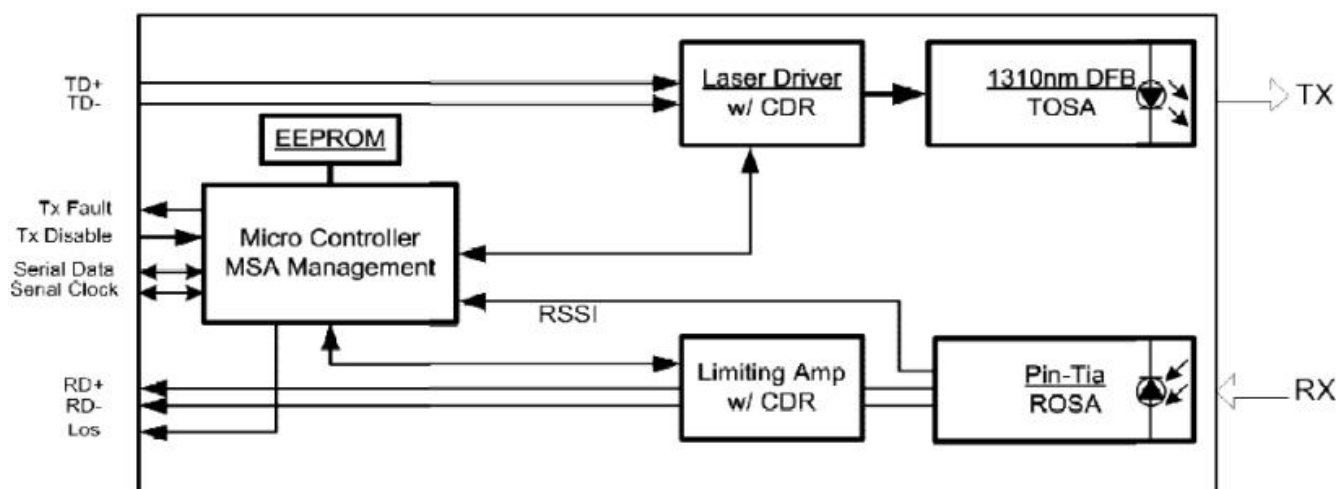 TD+
TD-
Laser Driver
w/ CDR
1310nm DFB
TOSA
TX
EEPROM
Tx Fault
Tx Disable
Serial Data
Serial Clock
Micro Controller
MSA Management
RSSI
RD+
RD-
Los
Limiting Amp
w/ CDR
Pin-Tia
ROSA
RX